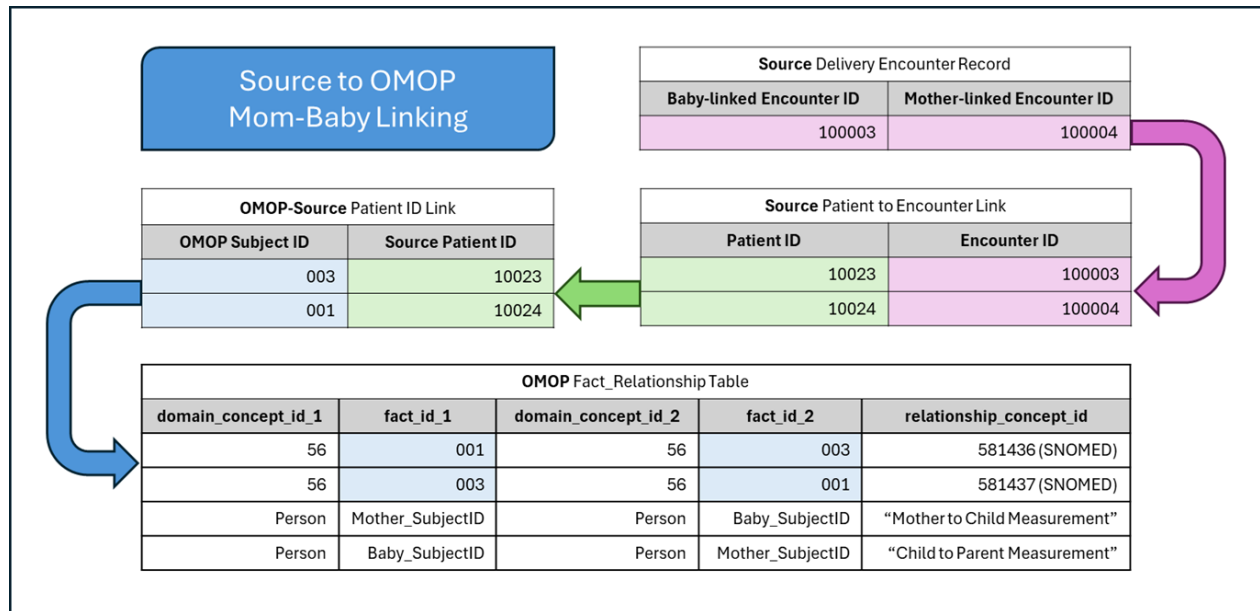 Source to OMOP
Mom-Baby Linking
Source Delivery Encounter Record
Baby-linked Encounter ID Mother-linked Encounter ID
100003 100004
OMOP-Source Patient ID Link
OMOP Subject ID Source Patient ID
003 10023
001 10024
Source Patient to Encounter Link
Patient ID Encounter ID
10023 100003
10024 100004
OMOP Fact_Relationship Table
domain_concept_id_1 fact_id_1 domain_concept_id_2 fact_id_2 relationship_concept_id
56 001 56 003 581436 (SNOMED)
56 003 56 001 581437 (SNOMED)
Person Mother_SubjectID Person Baby_SubjectID “Mother to Child Measurement”
Person Baby_SubjectID Person Mother_SubjectID “Child to Parent Measurement”